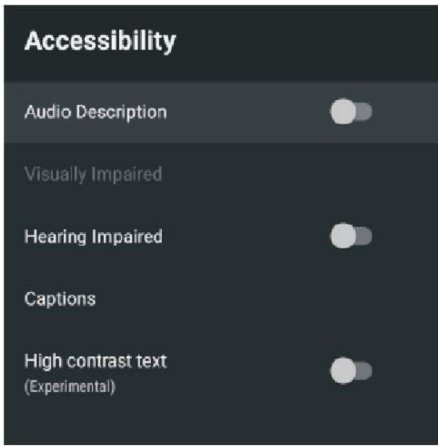 Accessibility
Audio Description
Visually Impaired
Hearing Impaired
Captions
High contrast text
(Experimental)